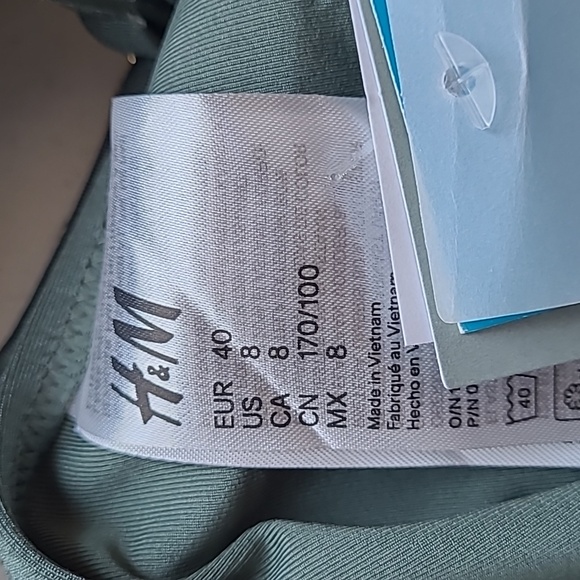 H&M
EUR 40
US 8
CA 8
CN 170/100
MX 8
Made in Vietnam
Fabriqué au Vietnam
Hecho en V
O/N
P/N 0
40